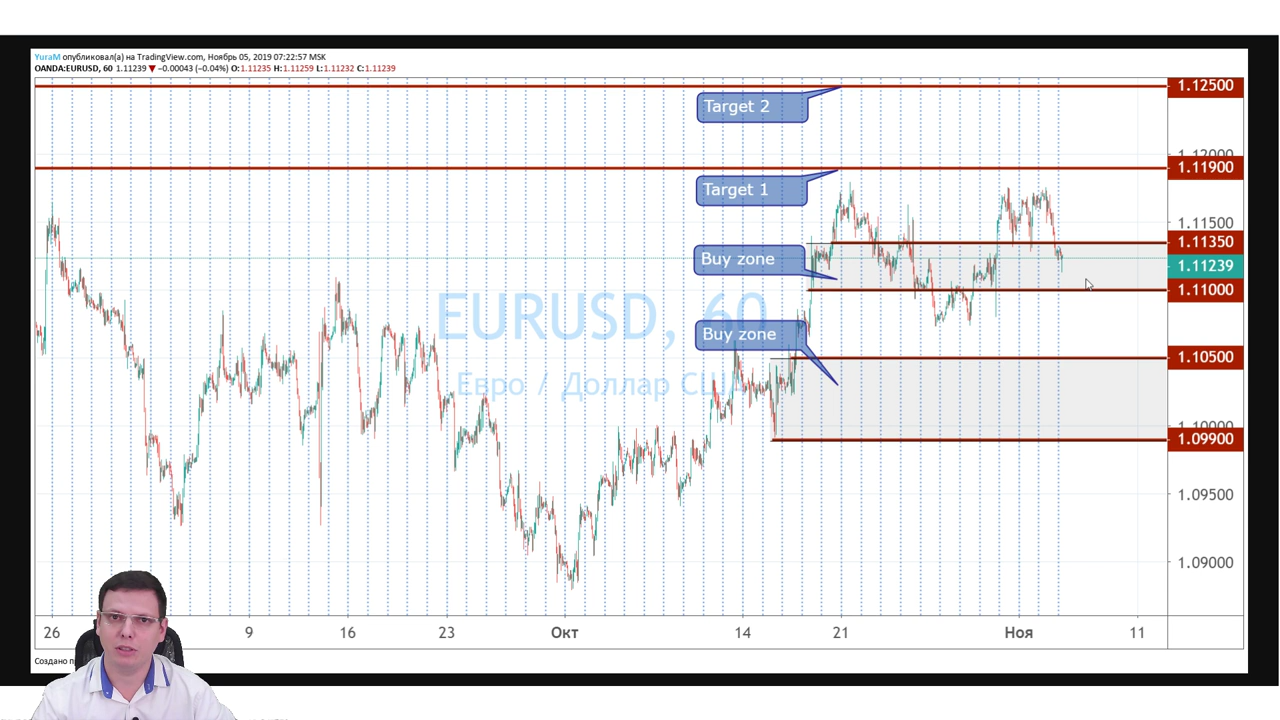 YuraM опубликовал(а) на TradingView.com, Ноябрь 05, 2019 07:22:57 MSK
OANDA:EURUSD, 60 1.11239 ▼ −0.00043 (−0.04%) O:1.11235 H:1.11259 L:1.11232 C:1.11239
1.12500
Target 2
1.12000
1.11900
Target 1
1.11500
1.11350
Buy zone
1.11239
1.11000
EURUSD, 60
Buy zone
1.10500
Евро / Доллар США
1.10000
1.09900
1.09500
1.09000
26 9 16 23 Окт 14 21 Ноя 11
Создано